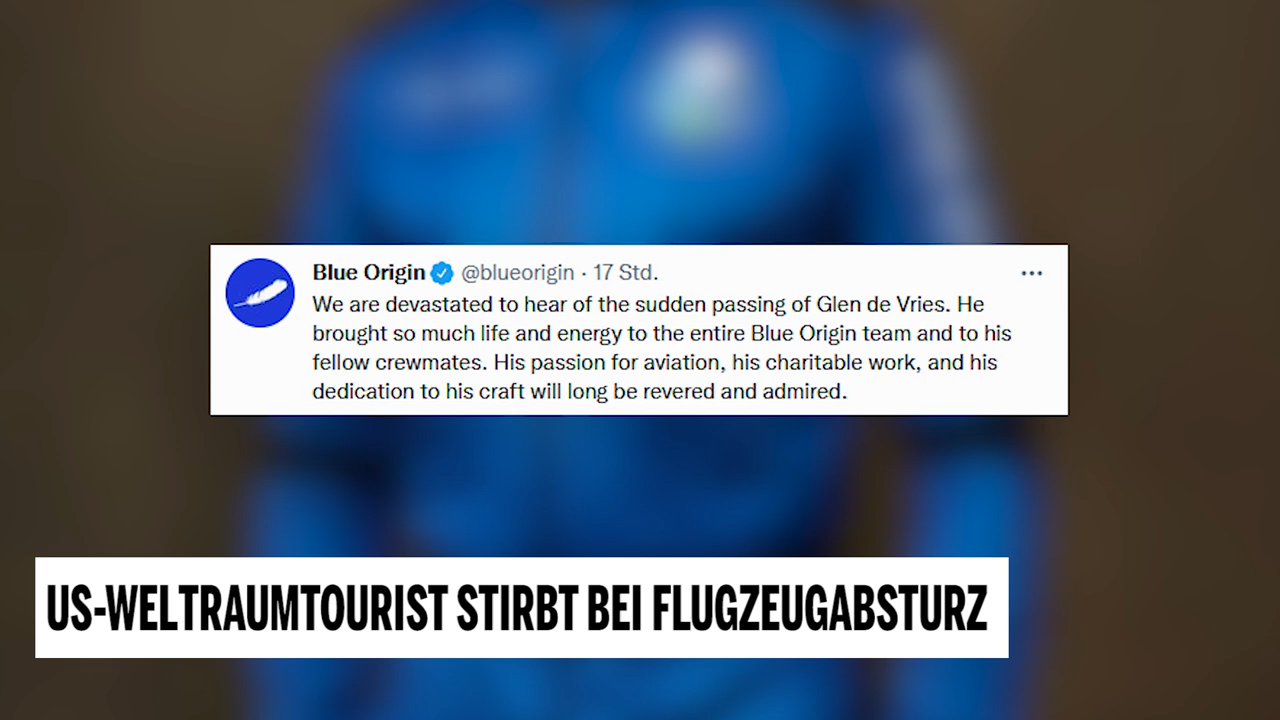 Blue Origin @blueorigin · 17 Std.
We are devastated to hear of the sudden passing of Glen de Vries. He
brought so much life and energy to the entire Blue Origin team and to his
fellow crewmates. His passion for aviation, his charitable work, and his
dedication to his craft will long be revered and admired.
US-WELTRAUMTOURIST STIRBT BEI FLUGZEUGABSTURZ